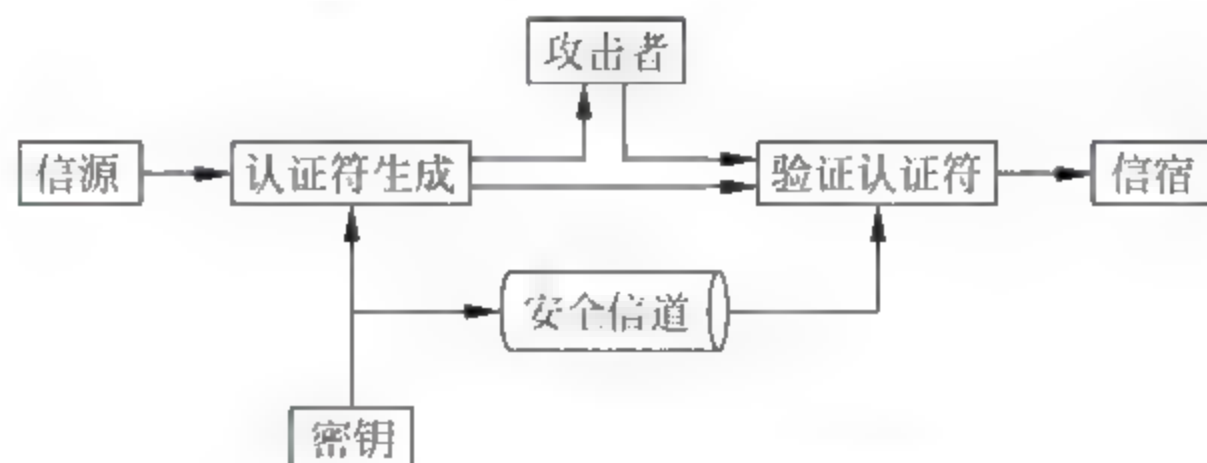 攻击者
信源
认证符生成
验证认证符
信宿
安全信道
密钥